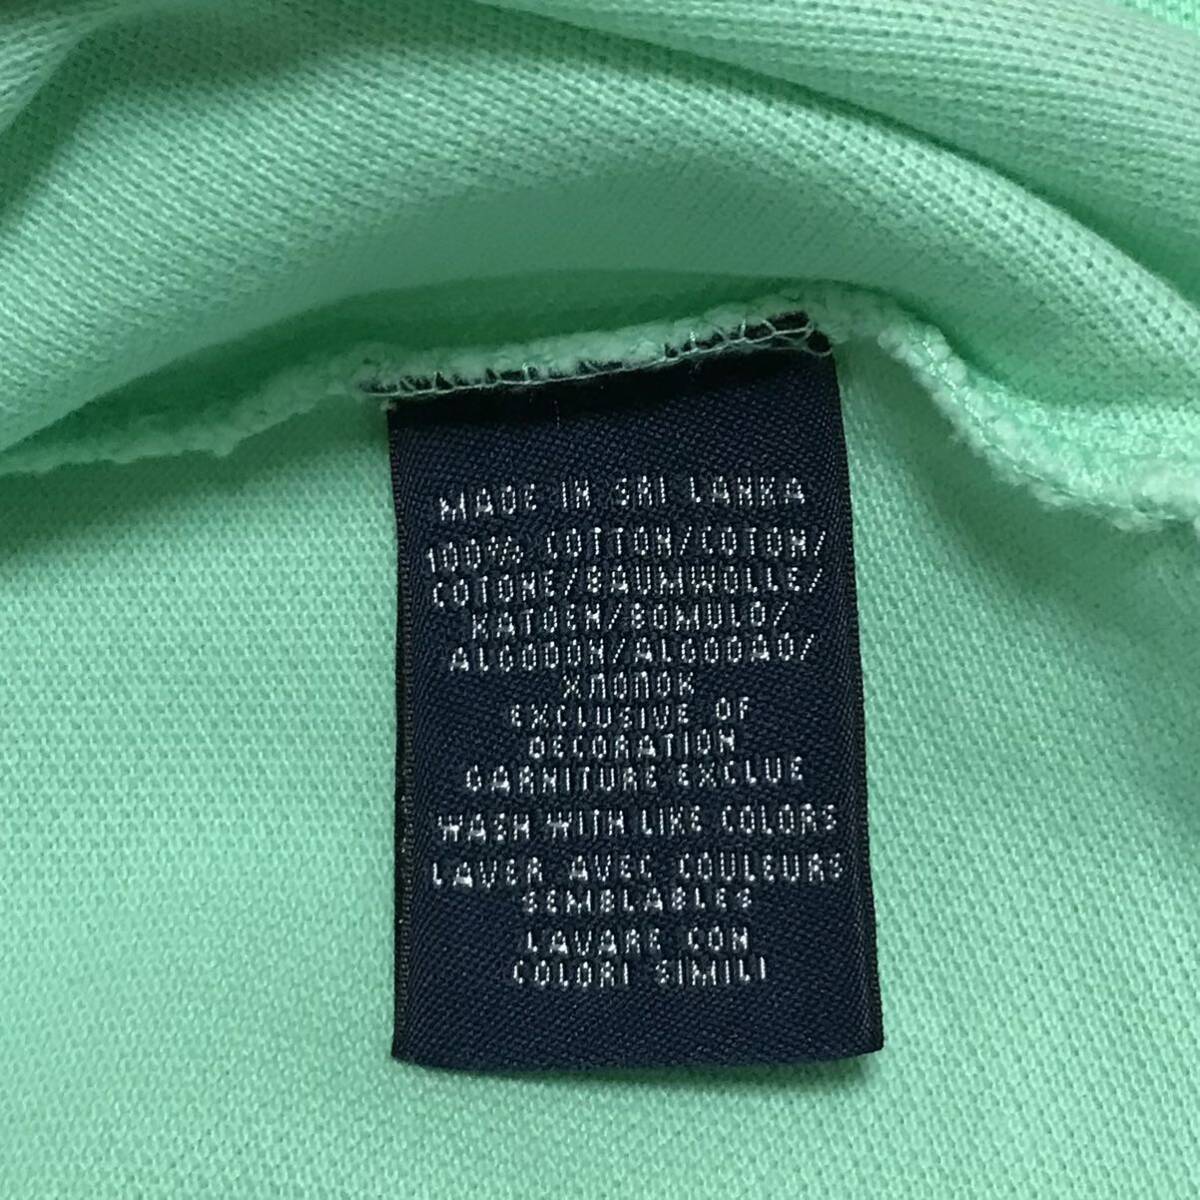 MADE IN SRI LANKA
100% COTTON/COTON/
COTONE/BAUMWOLLE/
KATOEN/BOMULD/
ALGODON/ALGODAO/
ХЛОПОК
EXCLUSIVE OF
DECORATION
GARNITURE EXCLUE
WASH WITH LIKE COLORS
LAVER AVEC COULEURS
SEMBLABLES
LAVARE CON
COLORI SIMILI